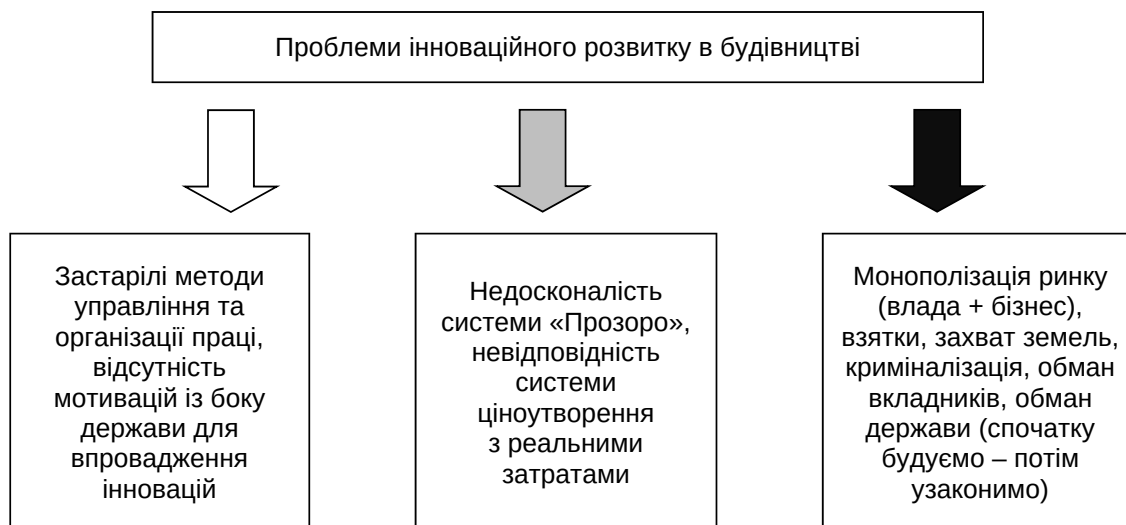 Проблеми інноваційного розвитку в будівництві
Застарілі методи
управління та
організації праці,
відсутність
мотивацій із боку
держави для
впровадження
інновацій
Недосконалість
системи «Прозоро»,
невідповідність
системи
ціноутворення
з реальними
затратами
Монополізація ринку
(влада + бізнес),
взятки, захват земель,
криміналізація, обман
вкладників, обман
держави (спочатку
будуємо – потім
узаконимо)